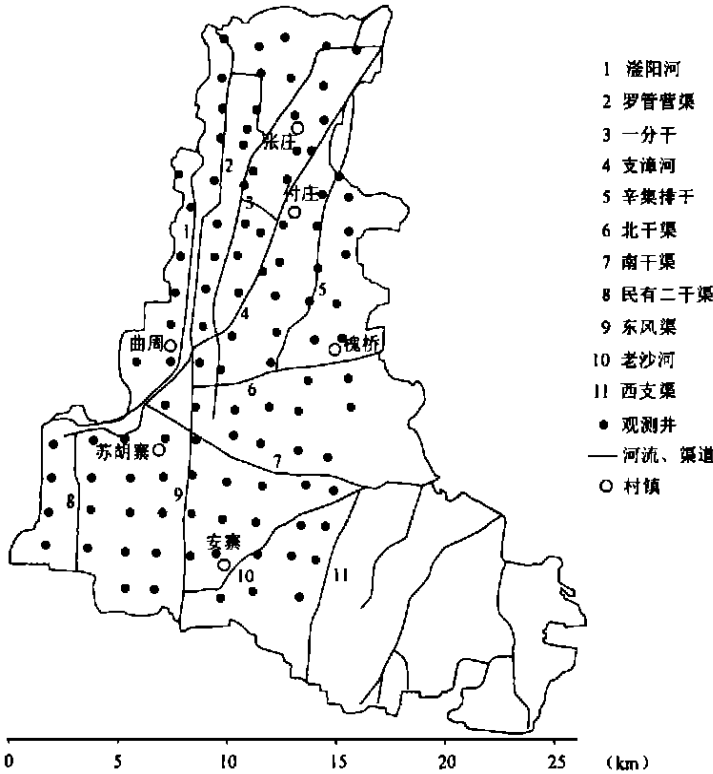 1 滏阳河
2 罗管营渠
3 一分干
4 支漳河
5 辛集排干
6 北干渠
7 南干渠
8 民有二干渠
9 东风渠
10 老沙河
11 西支渠
观测井
河流、渠道
村镇
张庄
2
付庄
3
1
5
4
曲周
槐桥
6
苏胡寨
7
8
9
安寨
10
11
0 5 10 15 20 25 (km)